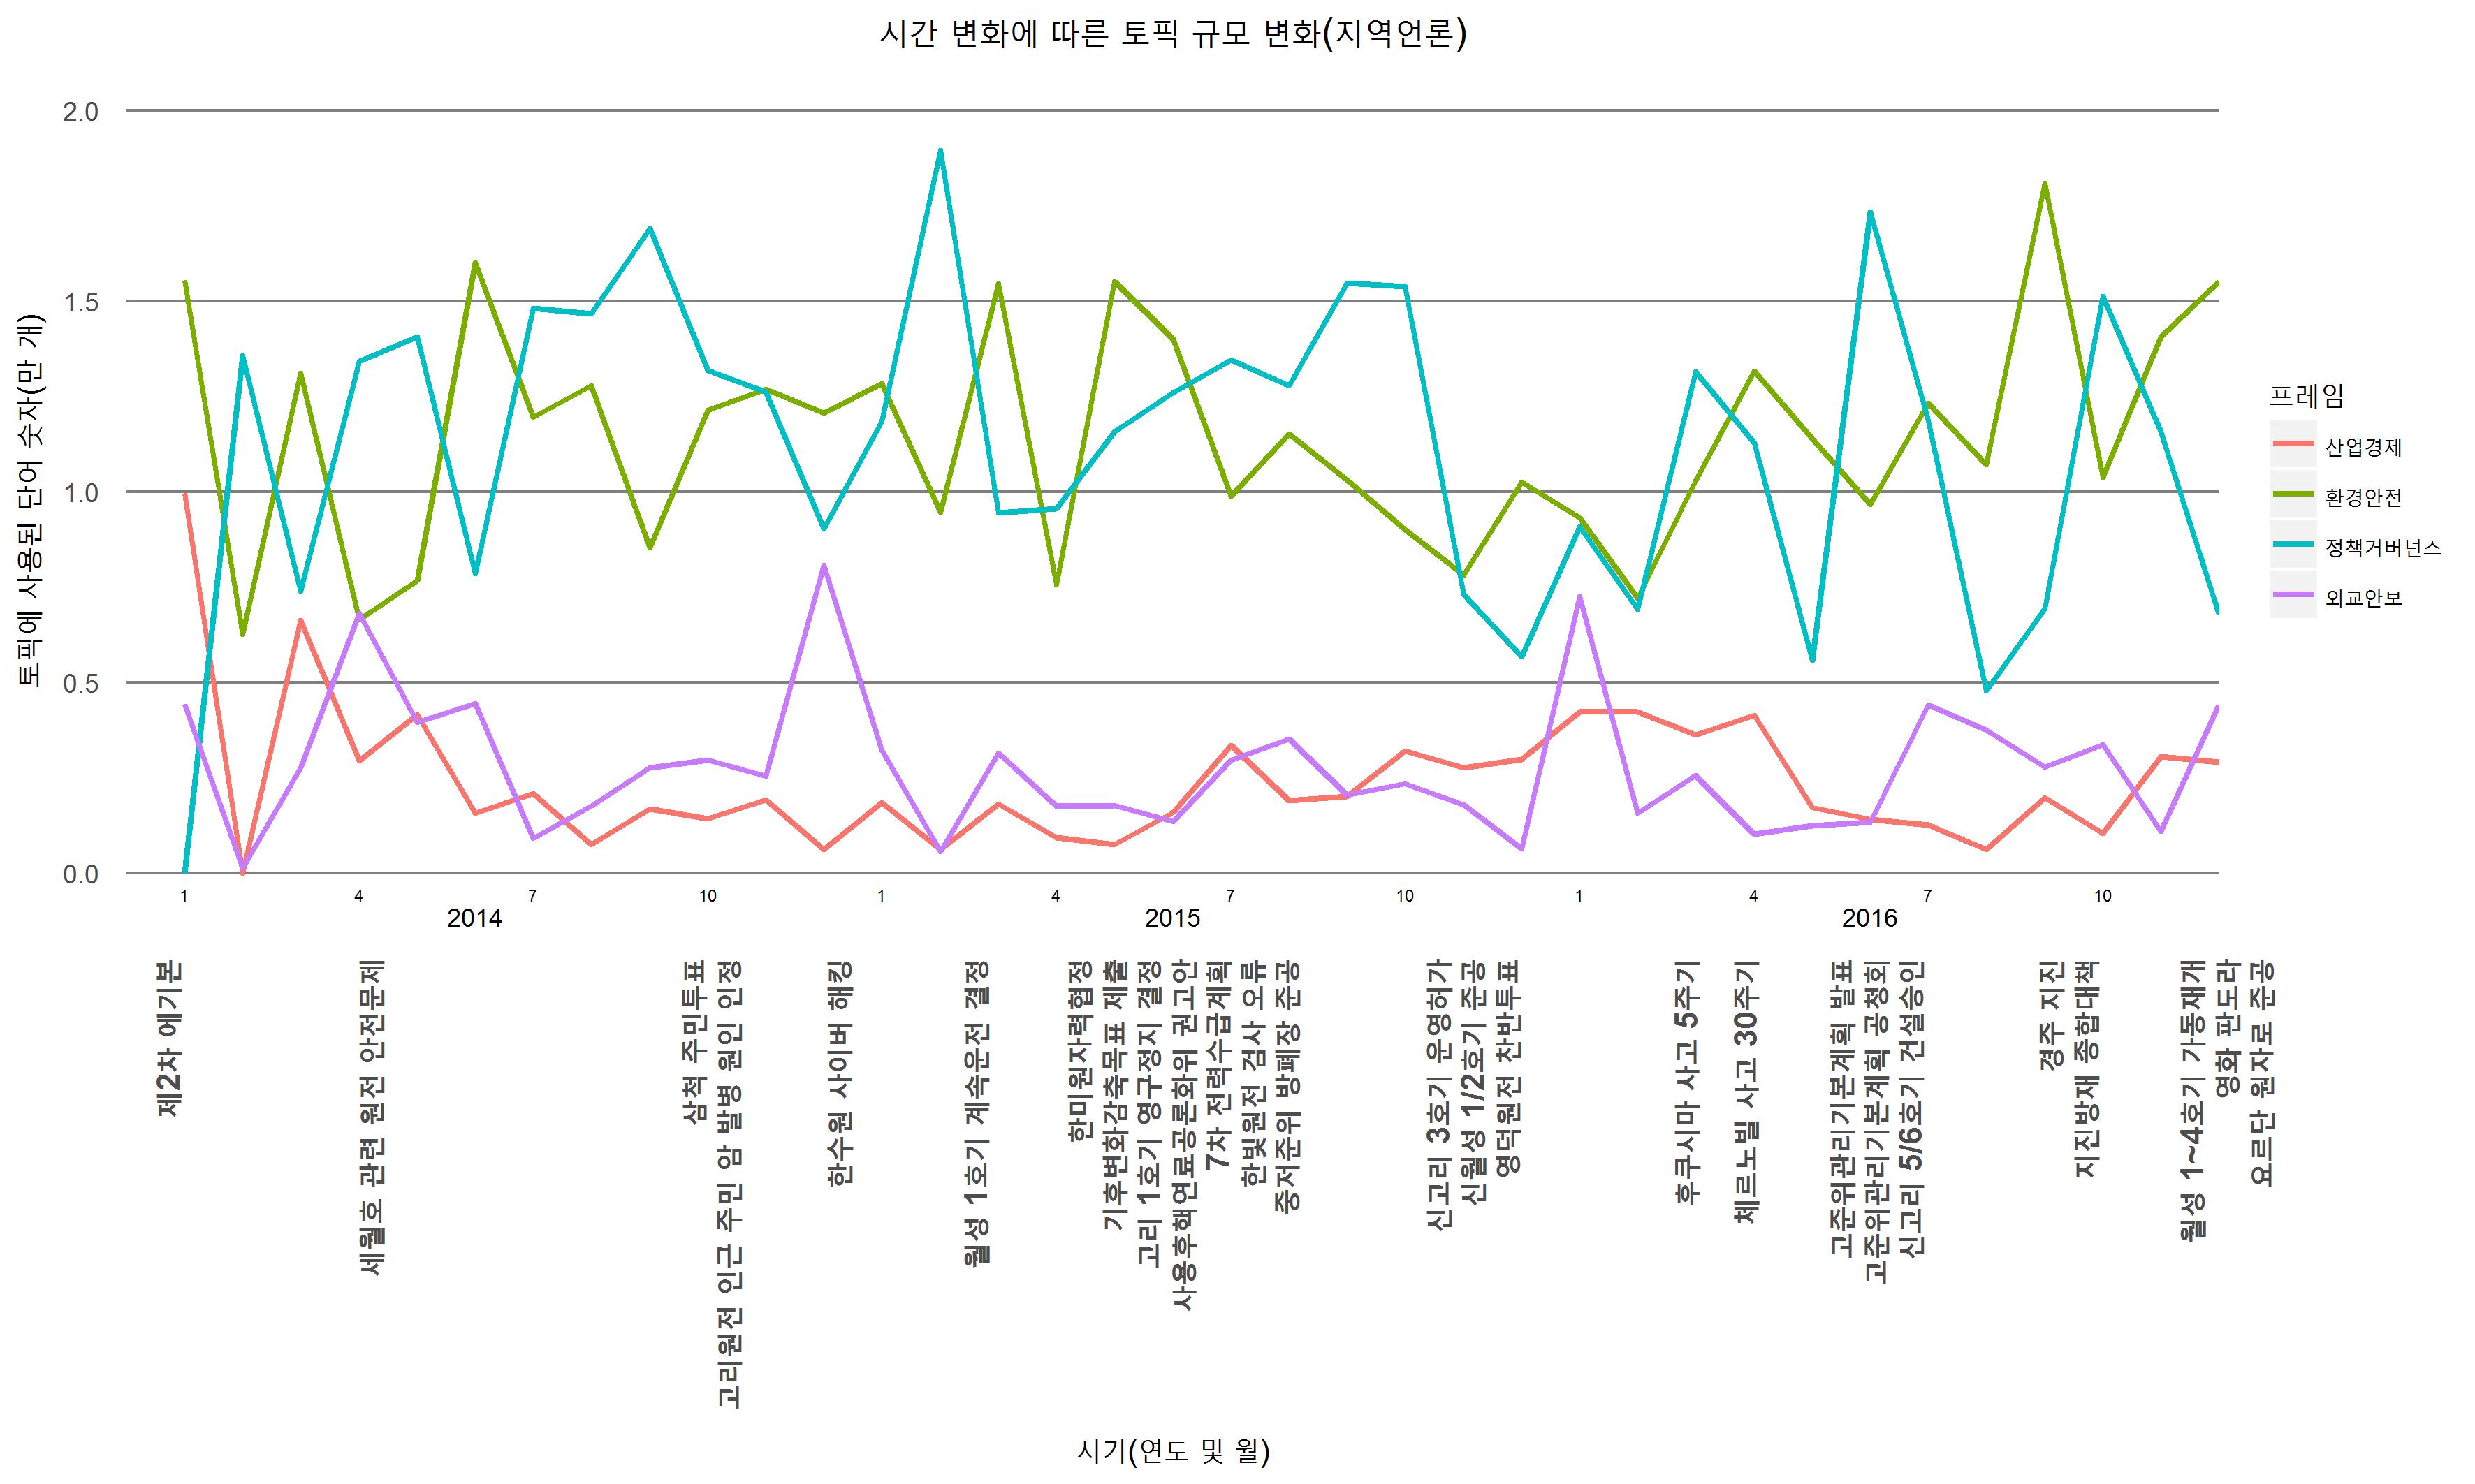 시간 변화에 따른 토픽 규모 변화(지역언론)
토픽에 사용된 단어 숫자(만 개)
2.0
1.5
1.0
0.5
0.0
1
4
7
10
1
4
7
10
1
4
7
10
2014
2015
2016
제2차 에기본
세월호 관련 원전 안전문제
삼척 주민투표
고리원전 인근 주민 암 발병 원인 인정
한수원 사이버 해킹
월성 1호기 계속운전 결정
한미원자력협정
기후변화감축목표 제출
고리 1호기 영구정지 결정
사용후핵연료공론화위 권고안
7차 전력수급계획
한빛원전 검사 오류
중저준위 방폐장 준공
신고리 3호기 운영허가
신월성 1/2호기 준공
영덕원전 찬반투표
후쿠시마 사고 5주기
체르노빌 사고 30주기
고준위관리기본계획 발표
고준위관리기본계획 공청회
신고리 5/6호기 건설승인
경주 지진
지진방재 종합대책
월성 1~4호기 가동재개
영화 판도라
요르단 원자로 준공
시기(연도 및 월)
프레임
산업경제
환경안전
정책거버넌스
외교안보